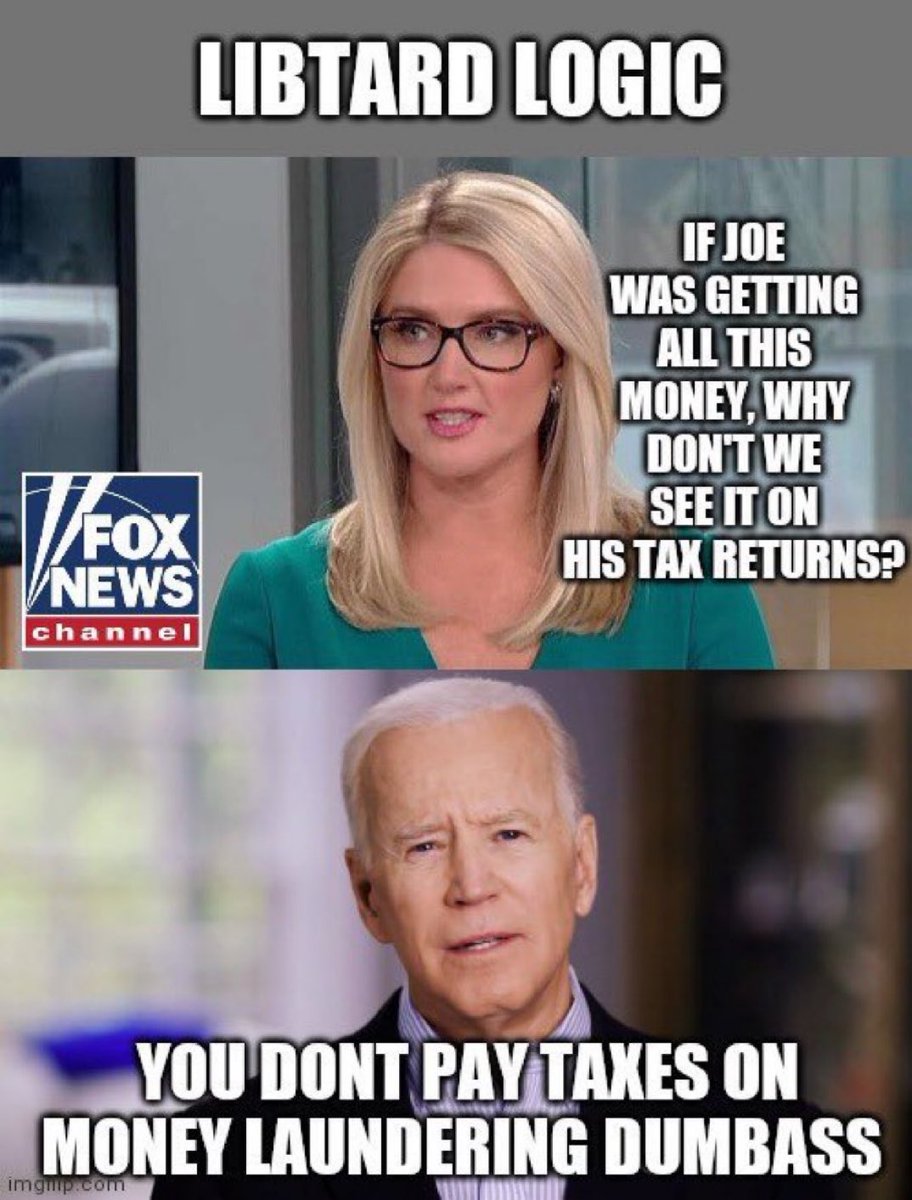 LIBTARD LOGIC
IF JOE
WAS GETTING
ALL THIS
MONEY, WHY
DON'T WE
SEE IT ON
HIS TAX RETURNS?
FOX
NEWS
channel
YOU DONT PAY TAXES ON
MONEY LAUNDERING DUMBASS
imgflip.com